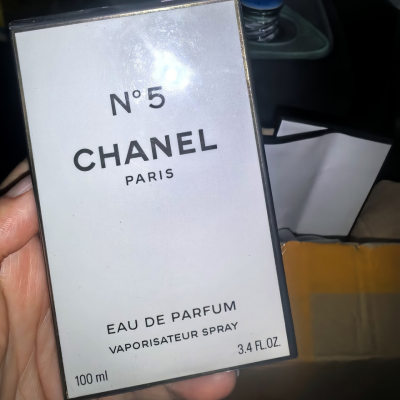 N°5
CHANEL
PARIS
EAU DE PARFUM
VAPORISATEUR SPRAY
100 ml
3.4 FL.OZ.